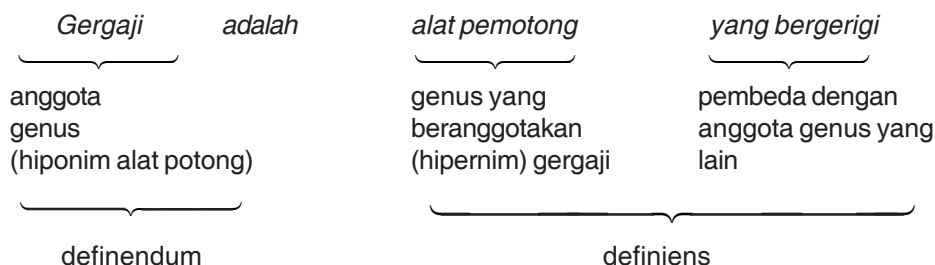 Gergaji adalah alat pemotong yang bergerigi
anggota genus yang pembeda dengan
genus beranggotakan anggota genus yang
(hiponim alat potong) (hipernim) gergaji lain
definendum definiens